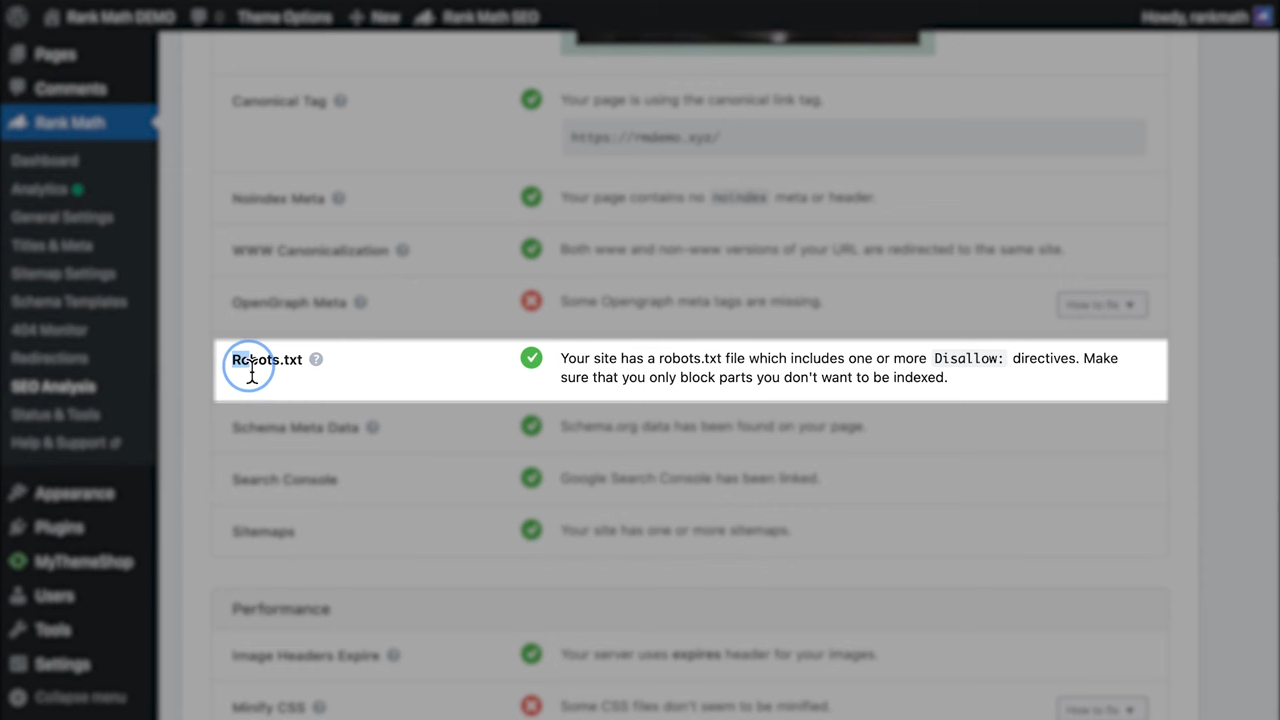 Rank Math DEMO 0 Theme Options + New Rank Math SEO Howdy, rankmath
Pages
Comments
Rank Math
Dashboard
Analytics
General Settings
Titles & Meta
Sitemap Settings
Schema Templates
404 Monitor
Redirections
SEO Analysis
Status & Tools
Help & Support
Appearance
Plugins
MyThemeShop
Users
Tools
Settings
Collapse menu
Canonical Tag ? Your page is using the canonical link tag.
https://rmdemo.xyz/
Noindex Meta ? Your page contains no noindex meta or header.
WWW Canonicalization ? Both www and non-www versions of your URL are redirected to the same site.
OpenGraph Meta ? Some Opengraph meta tags are missing. How to fix
Robots.txt ? Your site has a robots.txt file which includes one or more Disallow: directives. Make
sure that you only block parts you don't want to be indexed.
Schema Meta Data ? Schema.org data has been found on your page.
Search Console Google Search Console has been linked.
Sitemaps Your site has one or more sitemaps.
Performance
Image Headers Expire ? Your server uses expires header for your images.
Minify CSS ? Some CSS files don't seem to be minified. How to fix